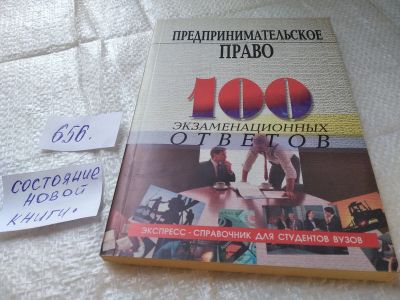 ПРЕДПРИНИМАТЕЛЬСКОЕ
ПРАВО
100
ЭКЗАМЕНАЦИОННЫХ
ОТВЕТОВ
ЭКСПРЕСС - СПРАВОЧНИК ДЛЯ СТУДЕНТОВ ВУЗОВ
656.
СОСТОЯНИЕ
НОВОЙ
КНИГИ.